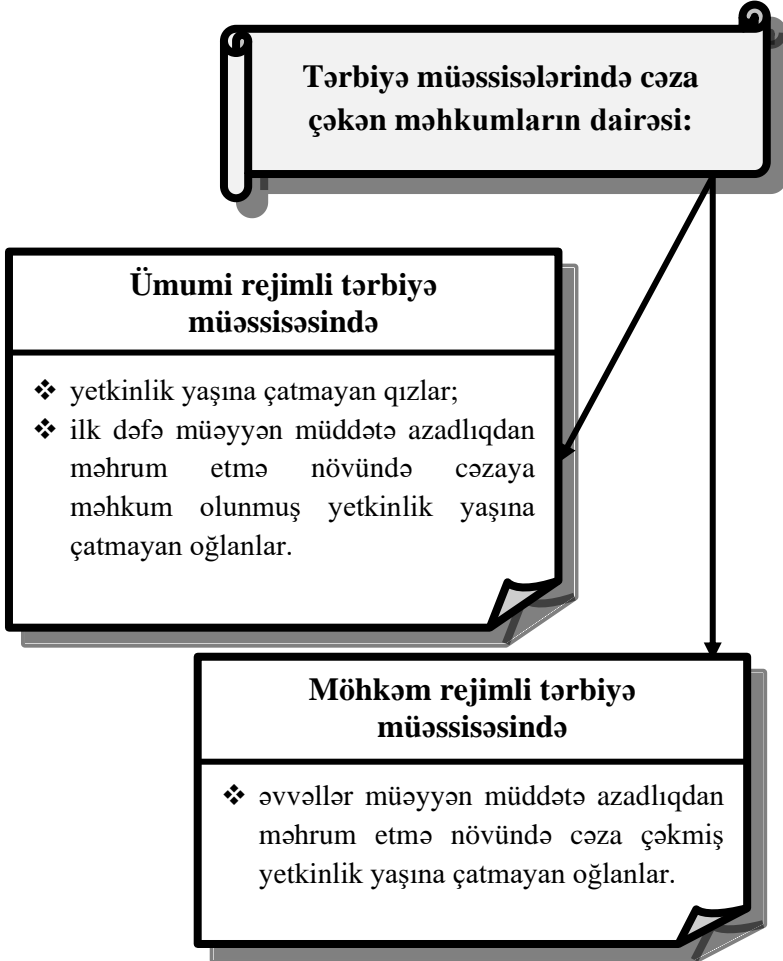 Tərbiyə müəssisələrində cəza
çəkən məhkumların dairəsi:
Ümumi rejimli tərbiyə
müəssisəsində
❖ yetkinlik yaşına çatmayan qızlar;
❖ ilk dəfə müəyyən müddətə azadlıqdan
məhrum etmə növündə cəzaya
məhkum olunmuş yetkinlik yaşına
çatmayan oğlanlar.
Möhkəm rejimli tərbiyə
müəssisəsində
❖ əvvəllər müəyyən müddətə azadlıqdan
məhrum etmə növündə cəza çəkmiş
yetkinlik yaşına çatmayan oğlanlar.